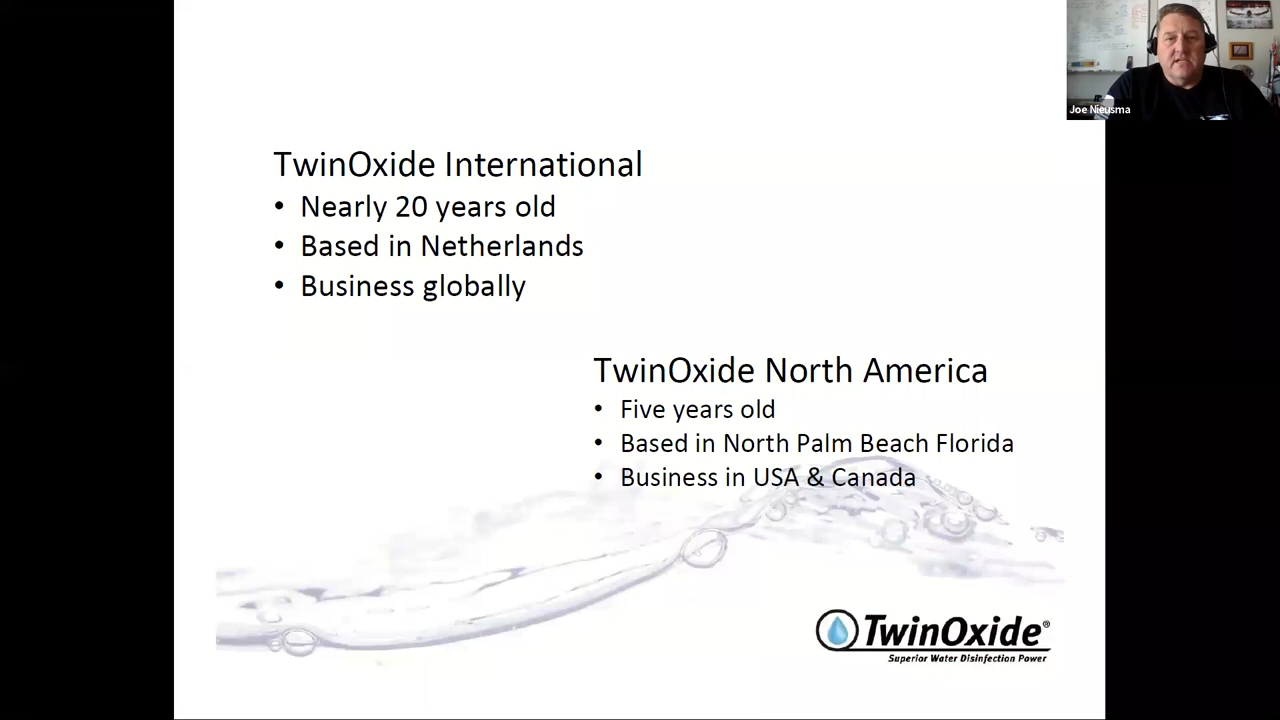 TwinOxide International
• Nearly 20 years old
• Based in Netherlands
• Business globally
TwinOxide North America
• Five years old
• Based in North Palm Beach Florida
• Business in USA & Canada
TwinOxide®
Superior Water Disinfection Power
Joe Nieusma